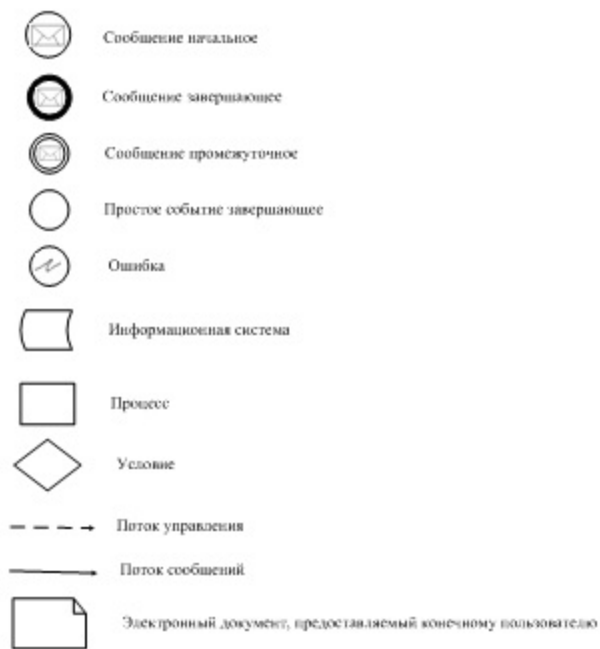 Сообщение начальное
Сообщение завершающее
Сообщение промежуточное
Простое событие завершающее
Ошибка
Информационная система
Процесс
Условие
Поток управления
Поток сообщений
Электронный документ, предоставляемый конечному пользователю